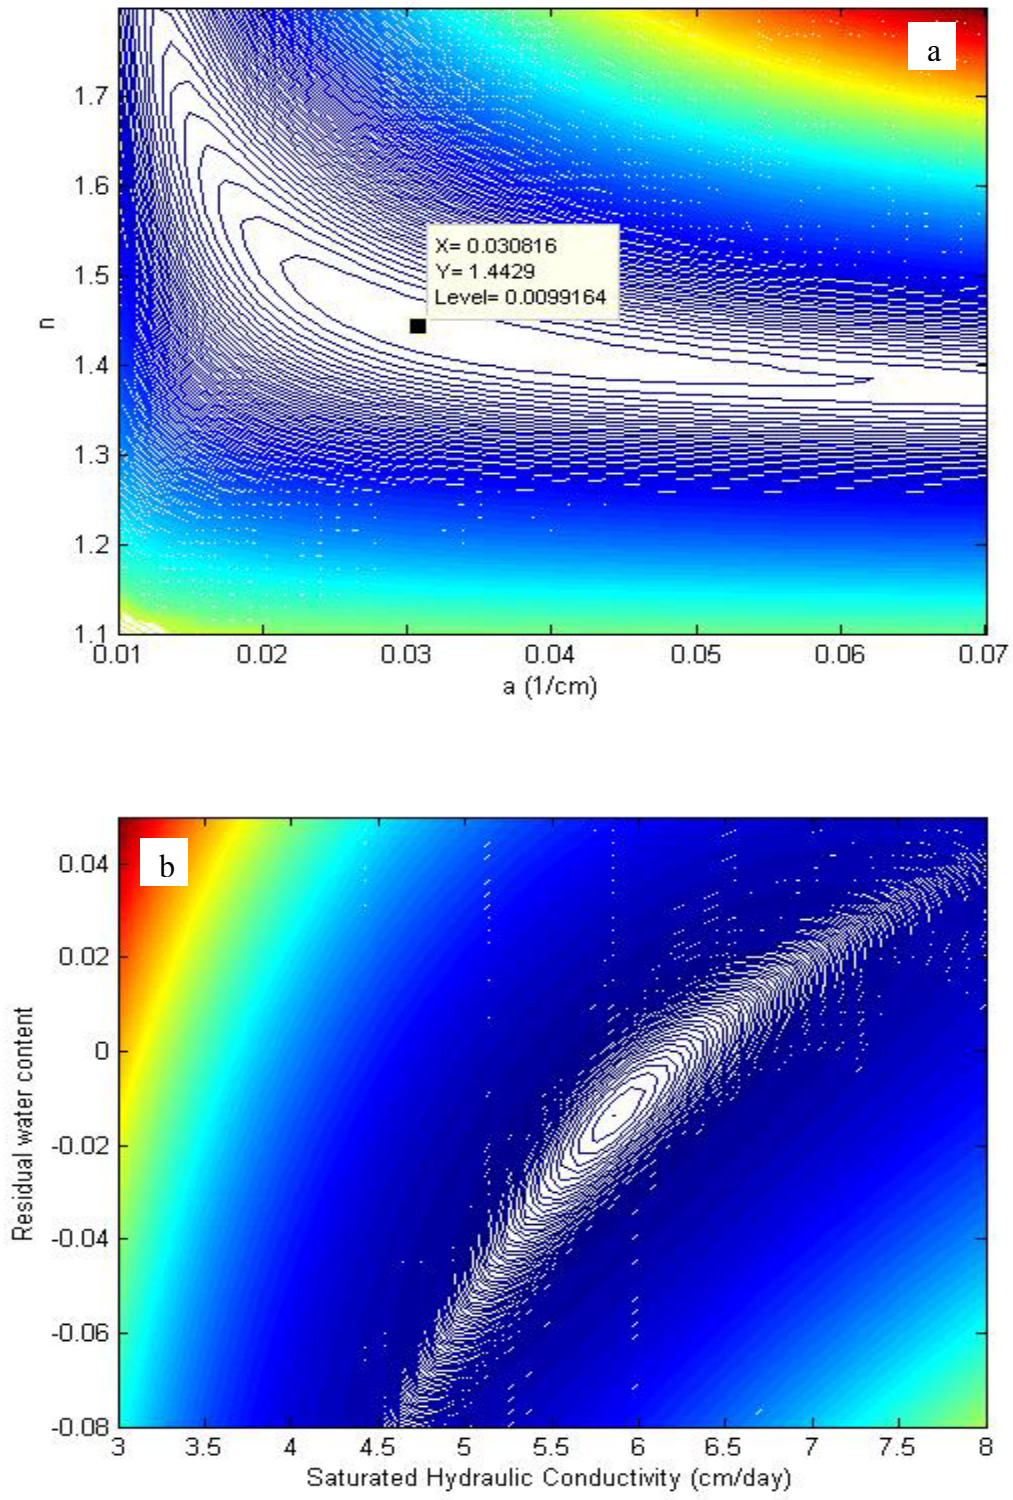 a
1.7
1.6
X= 0.030816
Y= 1.4429
Level= 0.0099164
1.5
n
1.4
1.3
1.2
1.1
0.01 0.02 0.03 0.04 0.05 0.06 0.07
a (1/cm)
b
0.04
0.02
0
-0.02
-0.04
-0.06
-0.08
Residual water content
3 3.5 4 4.5 5 5.5 6 6.5 7 7.5 8
Saturated Hydraulic Conductivity (cm/day)